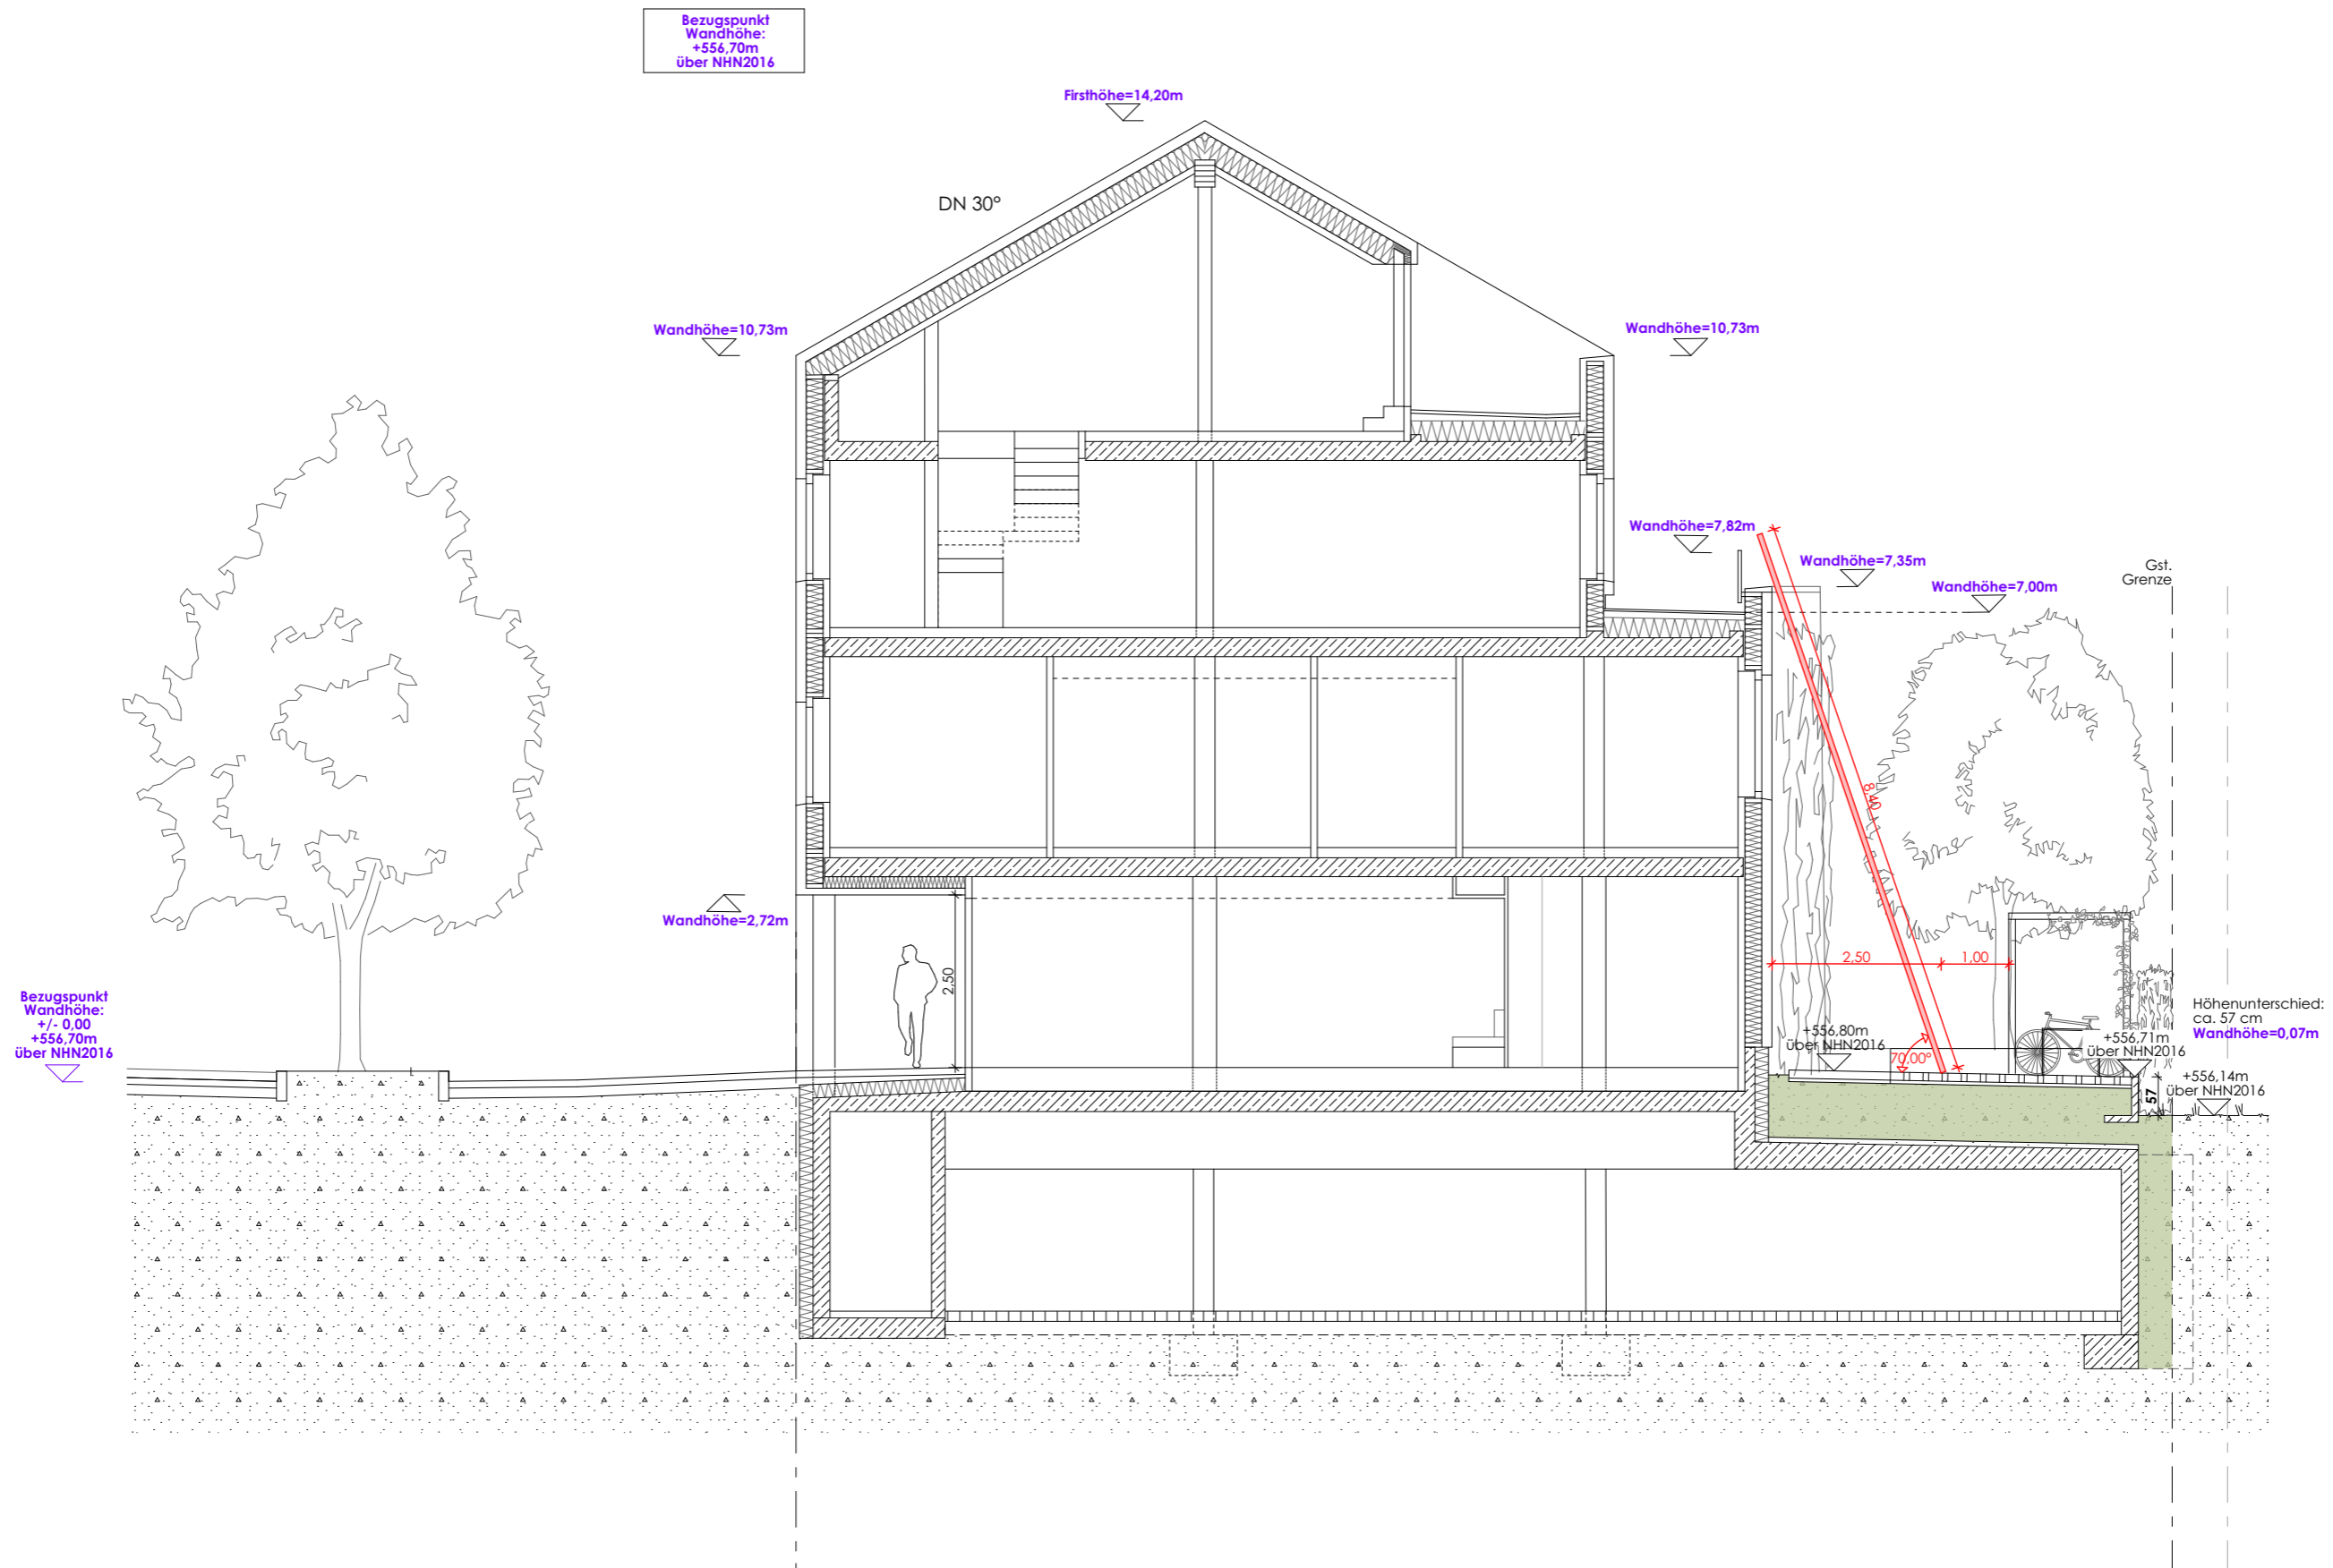 Bezugspunkt
Wandhöhe:
+556,70m
über NHN2016
Firsthöhe=14,20m
DN 30°
Wandhöhe=10,73m
Wandhöhe=10,73m
Wandhöhe=7,82m
Wandhöhe=7,35m
Wandhöhe=7,00m
Gst.
Grenze
8,40
Wandhöhe=2,72m
2,50
2,50
1,00
Bezugspunkt
Wandhöhe:
+/- 0,00
+556,70m
über NHN2016
Höhenunterschied:
ca. 57 cm
Wandhöhe=0,07m
+556,80m
über NHN2016
70,00°
+556,71m
über NHN2016
+556,14m
über NHN2016
57